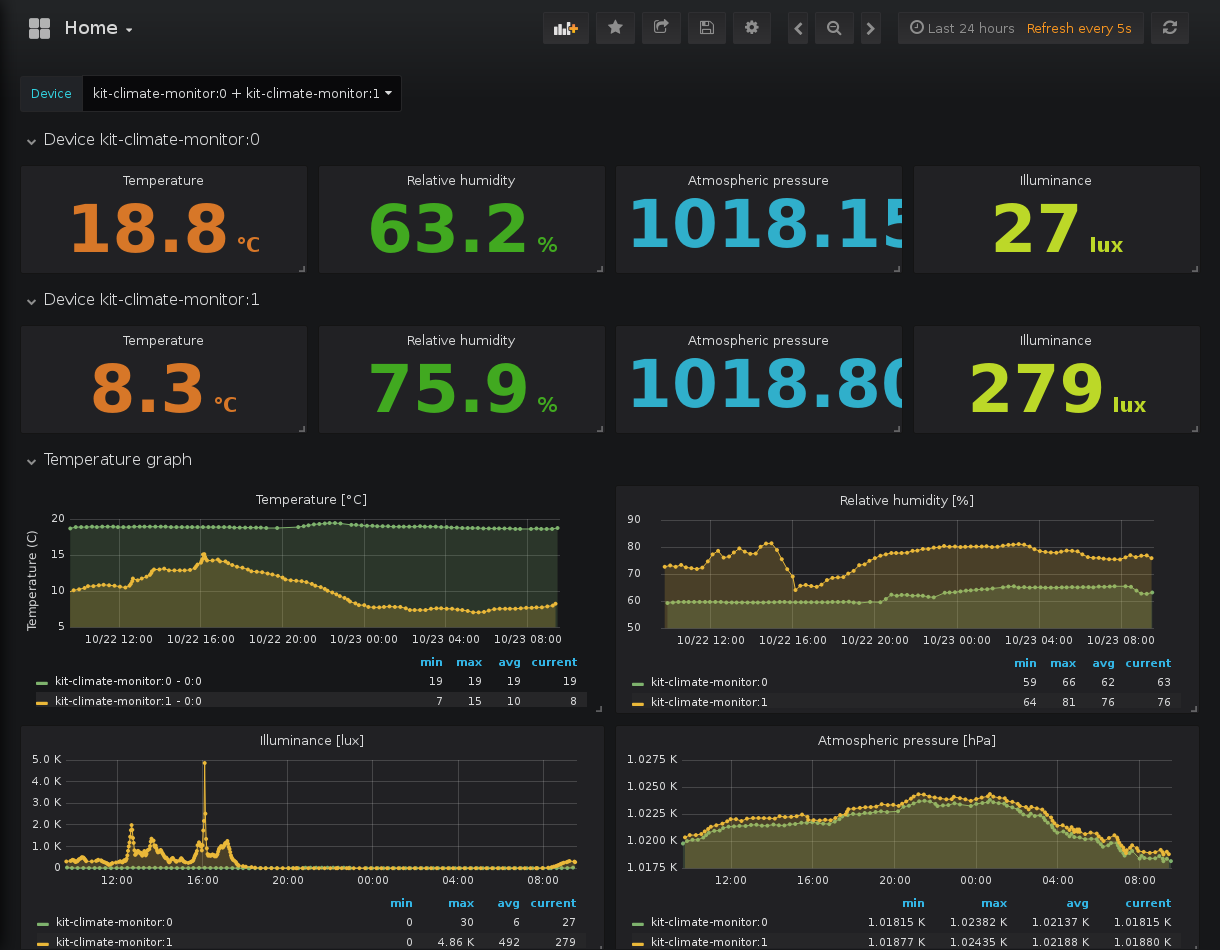 Home
Last 24 hours Refresh every 5s
Device kit-climate-monitor:0 + kit-climate-monitor:1
Device kit-climate-monitor:0
Temperature Relative humidity Atmospheric pressure Illuminance
18.8 °C 63.2 % 1018.15 27 lux
Device kit-climate-monitor:1
Temperature Relative humidity Atmospheric pressure Illuminance
8.3 °C 75.9 % 1018.80 279 lux
Temperature graph
Temperature [°C]
Temperature (C)
20
15
10
5
10/22 12:00 10/22 16:00 10/22 20:00 10/23 00:00 10/23 04:00 10/23 08:00
min max avg current
kit-climate-monitor:0 - 0:0 19 19 19 19
kit-climate-monitor:1 - 0:0 7 15 10 8
Relative humidity [%]
90
80
70
60
50
10/22 12:00 10/22 16:00 10/22 20:00 10/23 00:00 10/23 04:00 10/23 08:00
min max avg current
kit-climate-monitor:0 59 66 62 63
kit-climate-monitor:1 64 81 76 76
Illuminance [lux]
5.0 K
4.0 K
3.0 K
2.0 K
1.0 K
0
12:00 16:00 20:00 00:00 04:00 08:00
min max avg current
kit-climate-monitor:0 0 30 6 27
kit-climate-monitor:1 0 4.86 K 492 279
Atmospheric pressure [hPa]
1.0275 K
1.0250 K
1.0225 K
1.0200 K
1.0175 K
12:00 16:00 20:00 00:00 04:00 08:00
min max avg current
kit-climate-monitor:0 1.01815 K 1.02382 K 1.02137 K 1.01815 K
kit-climate-monitor:1 1.01877 K 1.02435 K 1.02188 K 1.01880 K